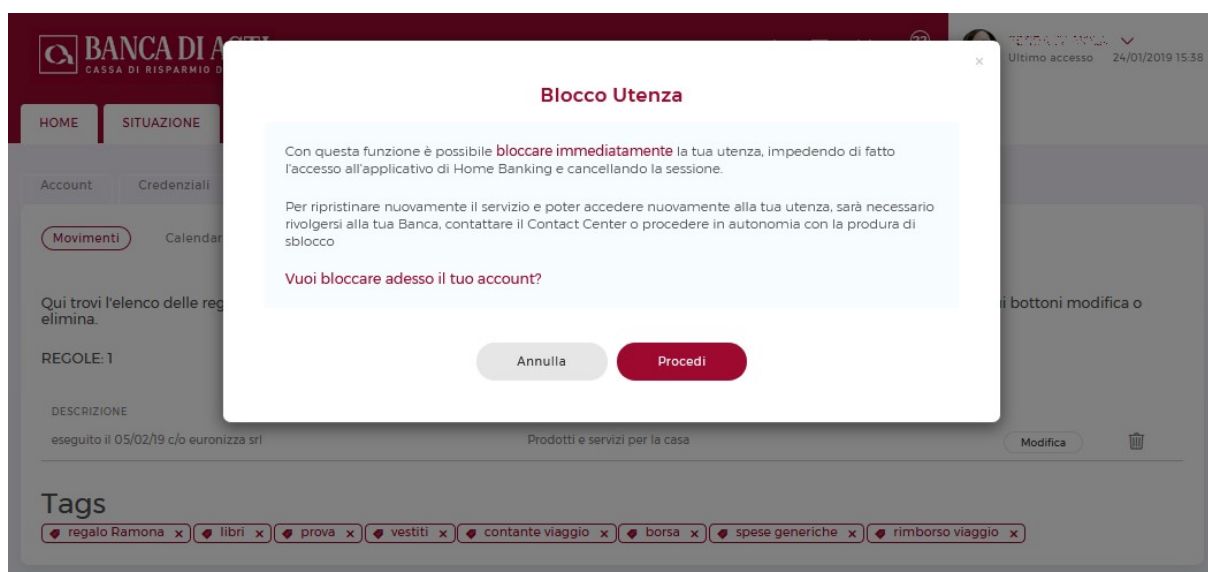 BANCA DI ASTI
CASSA DI RISPARMIO D
Ultimo accesso 24/01/2019 15:38
HOME SITUAZIONE
Account Credenziali
Movimenti Calendar
Qui trovi l'elenco delle reg
i bottoni modifica o
elimina.
REGOLE: 1
×
Blocco Utenza
Con questa funzione è possibile bloccare immediatamente la tua utenza, impedendo di fatto
l'accesso all'applicativo di Home Banking e cancellando la sessione.
Per ripristinare nuovamente il servizio e poter accedere nuovamente alla tua utenza, sarà necessario
rivolgersi alla tua Banca, contattare il Contact Center o procedere in autonomia con la produra di
sblocco
Vuoi bloccare adesso il tuo account?
Annulla Procedi
DESCRIZIONE
eseguito il 05/02/19 c/o euronizza srl Prodotti e servizi per la casa Modifica
Tags
regalo Ramona x libri x prova x vestiti x contante viaggio x borsa x spese generiche x rimborso viaggio x